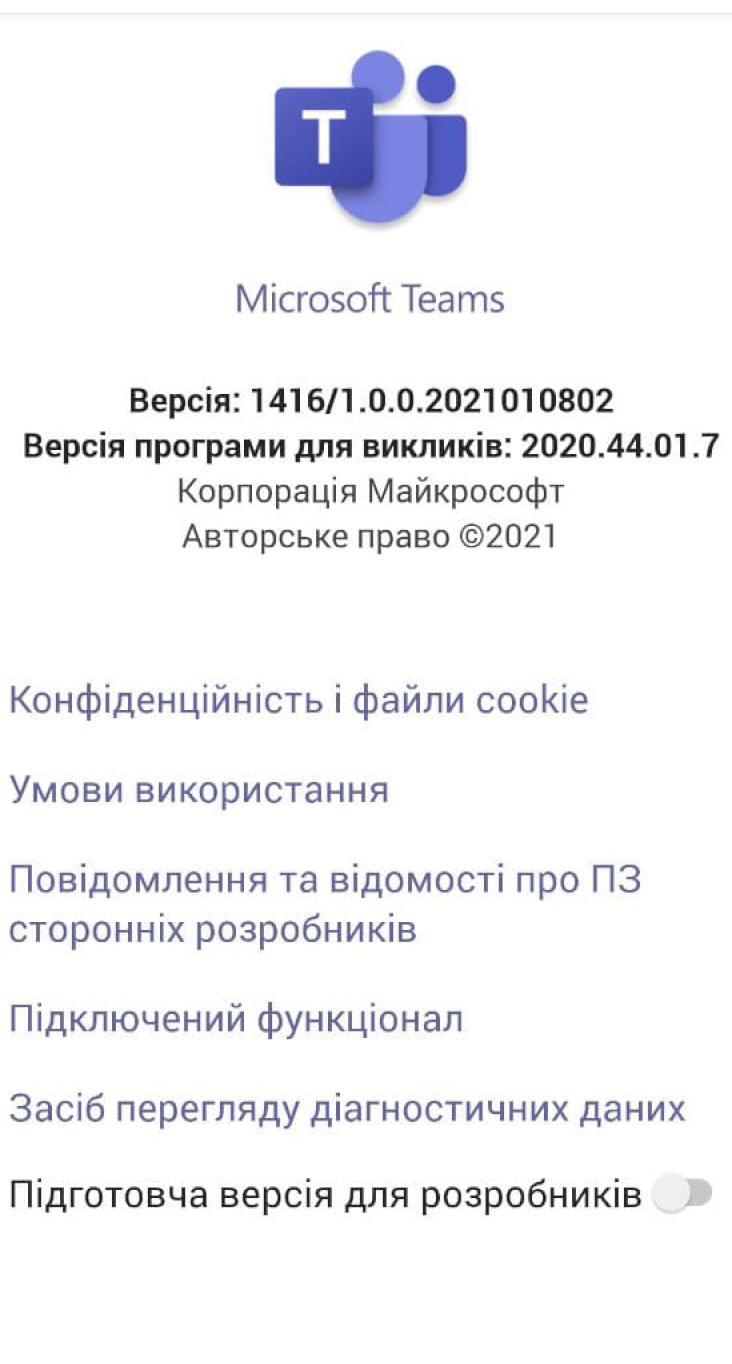 T
Microsoft Teams
Версія: 1416/1.0.0.2021010802
Версія програми для викликів: 2020.44.01.7
Корпорація Майкрософт
Авторське право ©2021
Конфіденційність і файли cookie
Умови використання
Повідомлення та відомості про ПЗ
сторонніх розробників
Підключений функціонал
Засіб перегляду діагностичних даних
Підготовча версія для розробників